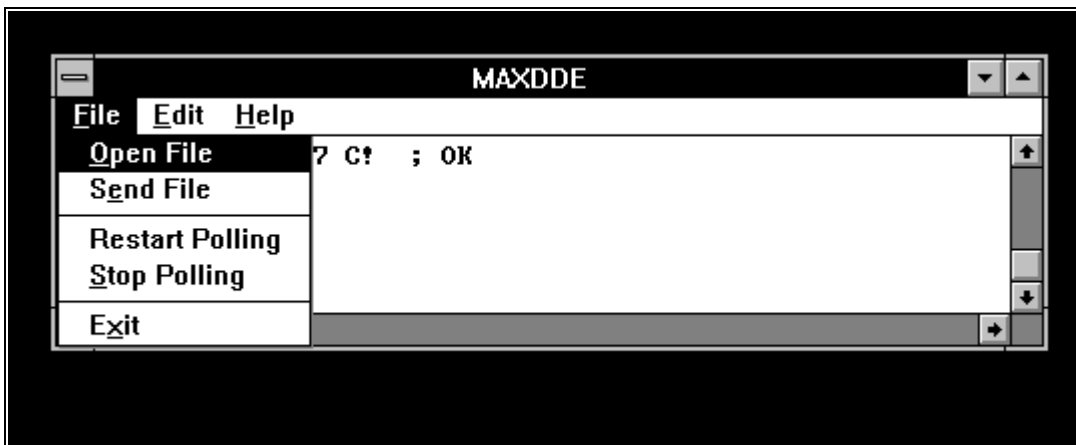 MAXDDE
File Edit Help
Open File 7 C! ; OK
Send File
Restart Polling
Stop Polling
Exit